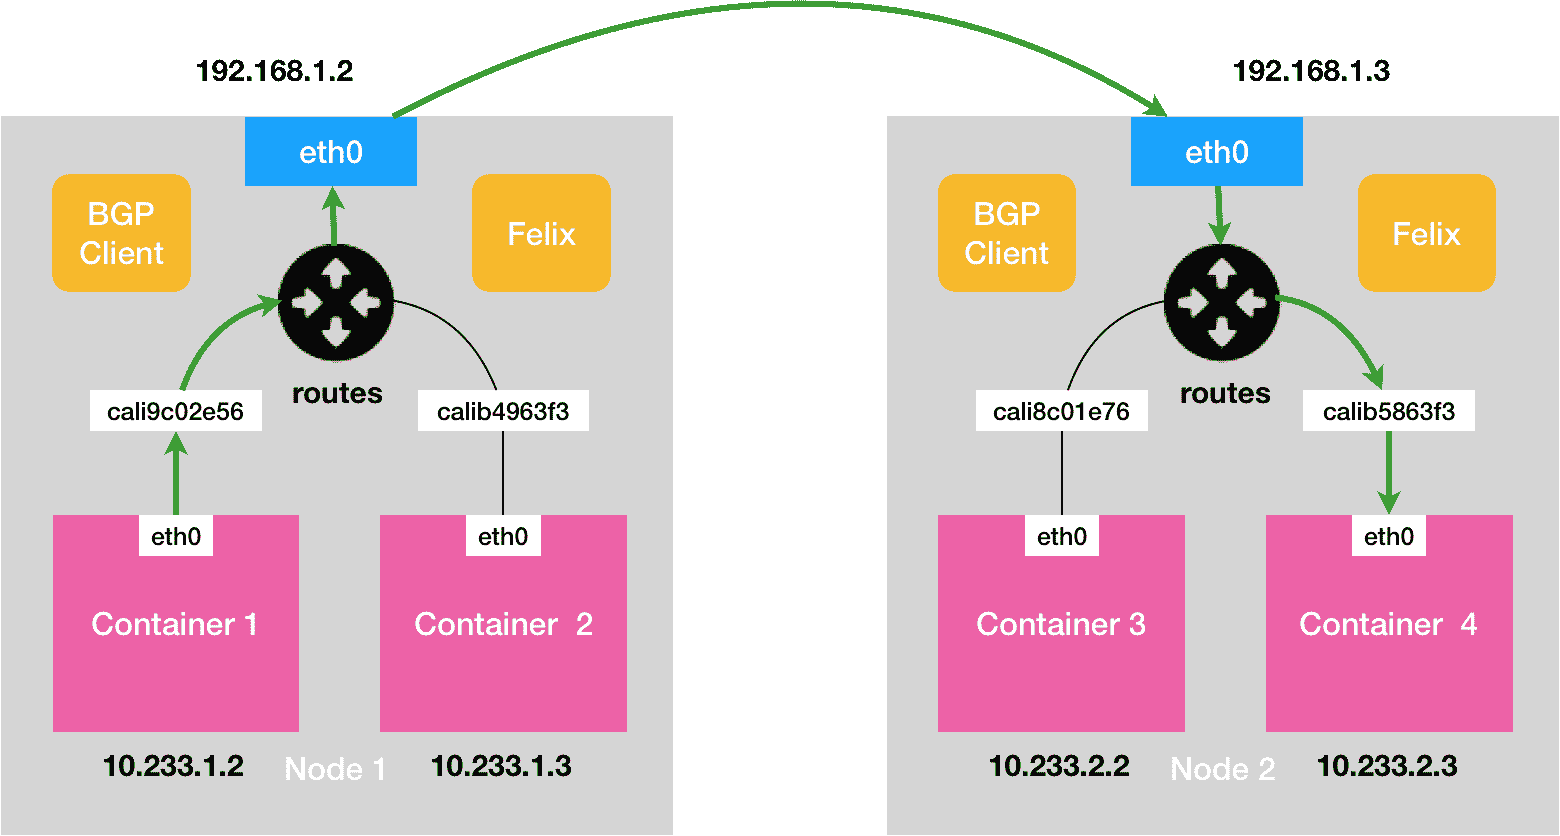 192.168.1.2
192.168.1.3
eth0
eth0
BGP
Client
Felix
BGP
Client
Felix
routes
routes
cali9c02e56
calib4963f3
cali8c01e76
calib5863f3
eth0
eth0
eth0
eth0
Container 1
Container 2
Container 3
Container 4
10.233.1.2
Node 1
10.233.1.3
10.233.2.2
Node 2
10.233.2.3